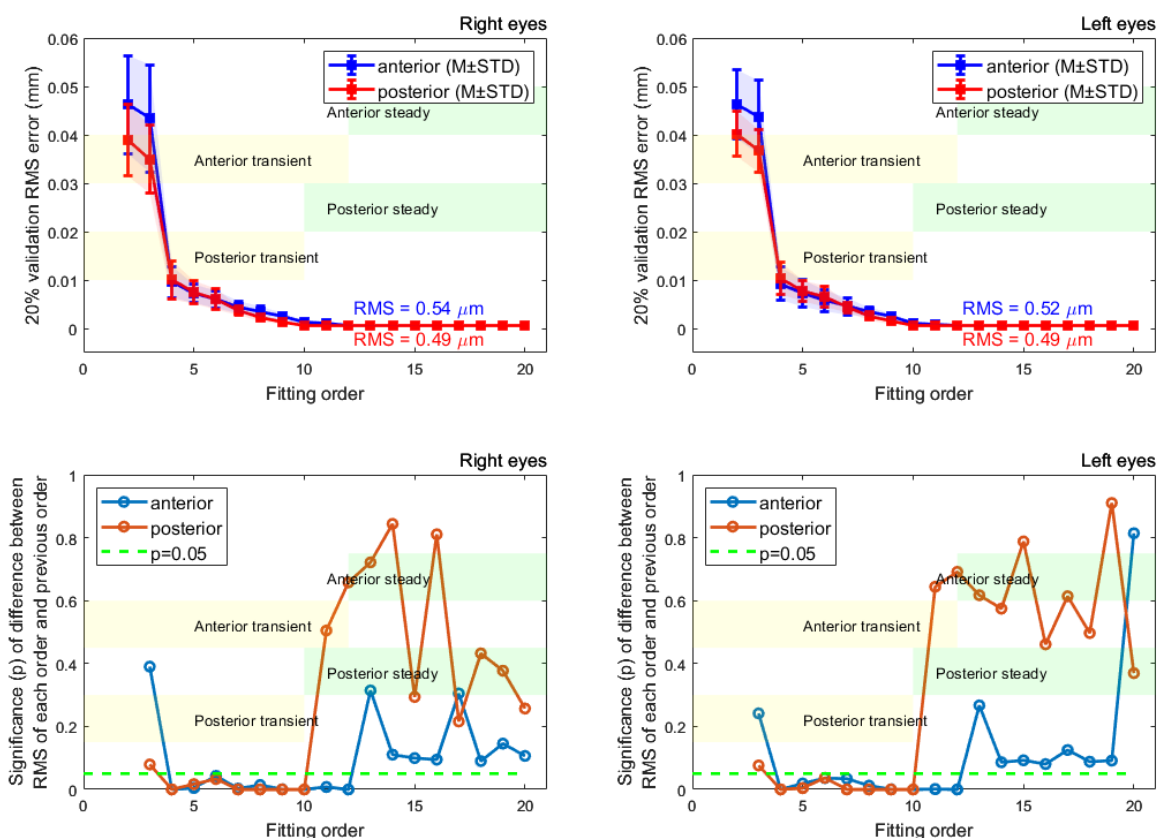 Right eyes
20% validation RMS error (mm)
0.06
0.05
0.04
0.03
0.02
0.01
0
anterior (M±STD)
posterior (M±STD)
Anterior steady
Anterior transient
Posterior steady
Posterior transient
RMS = 0.54 μm
RMS = 0.49 μm
0 5 10 15 20
Fitting order
Left eyes
20% validation RMS error (mm)
0.06
0.05
0.04
0.03
0.02
0.01
0
anterior (M±STD)
posterior (M±STD)
Anterior steady
Anterior transient
Posterior steady
Posterior transient
RMS = 0.52 μm
RMS = 0.49 μm
0 5 10 15 20
Fitting order
Right eyes
Significance (p) of difference between
RMS of each order and previous order
1
0.8
0.6
0.4
0.2
0
anterior
posterior
p=0.05
Anterior steady
Anterior transient
Posterior steady
Posterior transient
0 5 10 15 20
Fitting order
Left eyes
Significance (p) of difference between
RMS of each order and previous order
1
0.8
0.6
0.4
0.2
0
anterior
posterior
p=0.05
Anterior steady
Anterior transient
Posterior steady
Posterior transient
0 5 10 15 20
Fitting order